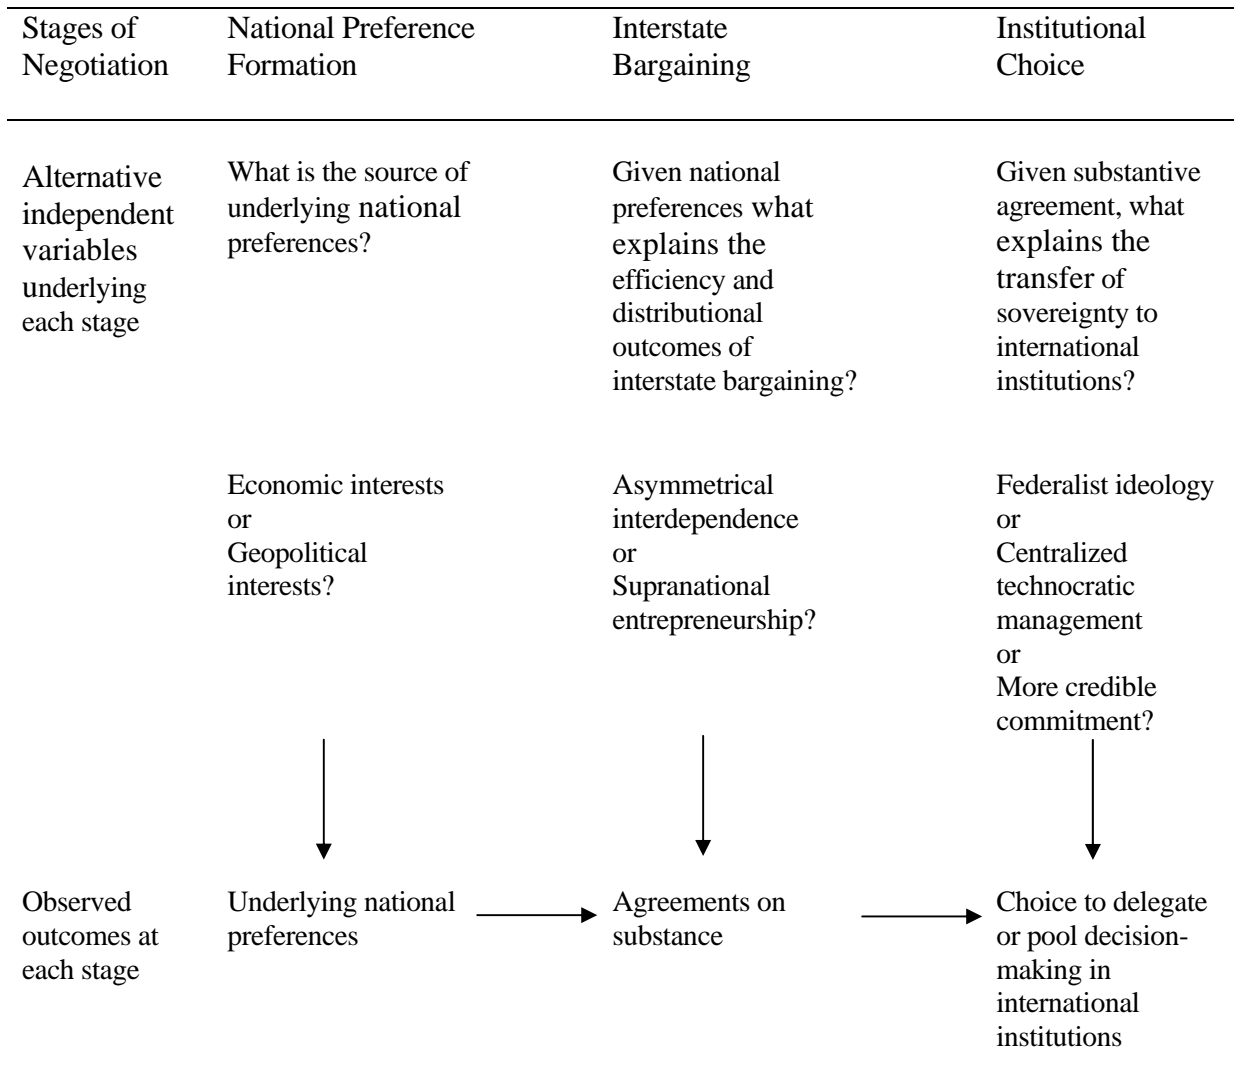 Stages of
Negotiation
National Preference
Formation
Interstate
Bargaining
Institutional
Choice
Alternative
independent
variables
underlying
each stage
What is the source of
underlying national
preferences?
Given national
preferences what
explains the
efficiency and
distributional
outcomes of
interstate bargaining?
Given substantive
agreement, what
explains the
transfer of
sovereignty to
international
institutions?
Economic interests
or
Geopolitical
interests?
Asymmetrical
interdependence
or
Supranational
entrepreneurship?
Federalist ideology
or
Centralized
technocratic
management
or
More credible
commitment?
Observed
outcomes at
each stage
Underlying national
preferences
Agreements on
substance
Choice to delegate
or pool decision-
making in
international
institutions